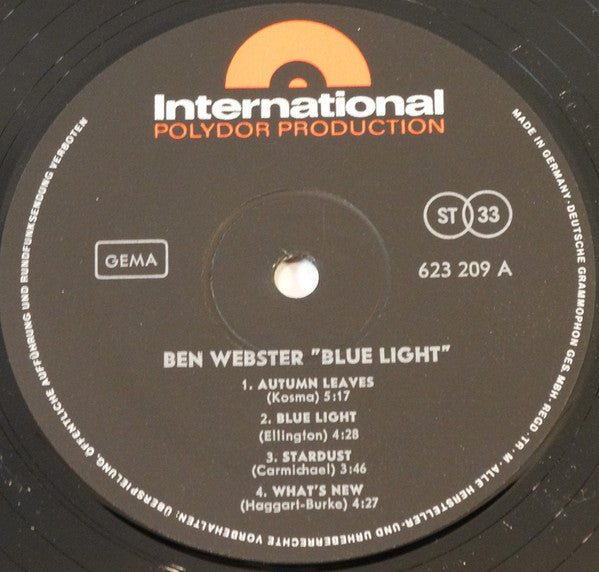 International
POLYDOR PRODUCTION
GEMA
ST 33
623 209 A
BEN WEBSTER "BLUE LIGHT"
1. AUTUMN LEAVES
(Kosma) 5:17
2. BLUE LIGHT
(Ellington) 4:28
3. STARDUST
(Carmichael) 3:46
4. WHAT'S NEW
(Haggarl-Burke) 4:27
MADE IN GERMANY · DEUTSCHE GRAMMOPHON GES. MBH · REGD · TR · M · ALLE HERSTELLER- UND URHEBERRECHTE VORBEHALTEN: ÜBERSPIELUNG, ÖFFENTLICHE AUFFÜHRUNG UND RUNDFUNKSENDUNG VERBOTEN